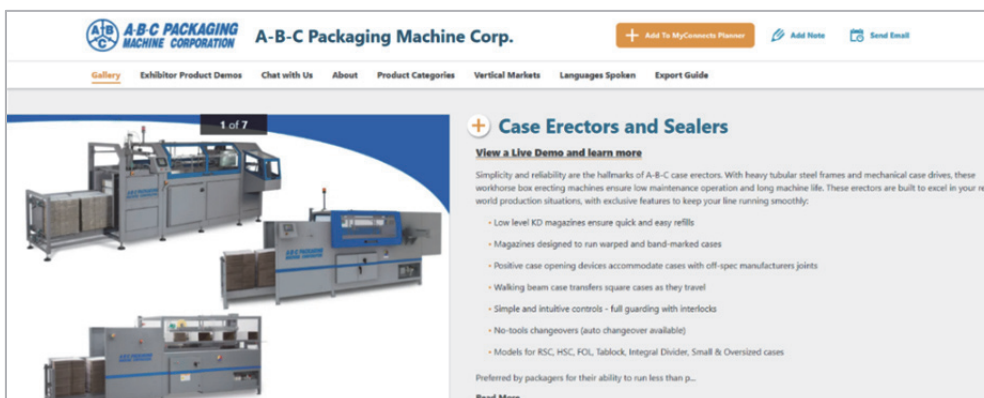 A-B-C PACKAGING
MACHINE CORPORATION
A-B-C Packaging Machine Corp.
Add To MyConnects Planner
Add Note
Send Email
Gallery
Exhibitor Product Demos
Chat with Us
About
Product Categories
Vertical Markets
Languages Spoken
Export Guide
1 of 7
Case Erectors and Sealers
View a Live Demo and learn more
Simplicity and reliability are the hallmarks of A-B-C case erectors. With heavy tubular steel frames and mechanical case drives, these
workhorse box erecting machines ensure low maintenance operation and long machine life. These erectors are built to excel in your re
world production situations, with exclusive features to keep your line running smoothly:
• Low level KD magazines ensure quick and easy refills
• Magazines designed to run warped and band-marked cases
• Positive case opening devices accommodate cases with off-spec manufacturers joints
• Walking beam case transfers square cases as they travel
• Simple and intuitive controls - full guarding with interlocks
• No-tools changeovers (auto changeover available)
• Models for RSC, HSC, FOL, Tablock, Integral Divider, Small & Oversized cases
Preferred by packagers for their ability to run less than p...
Read More